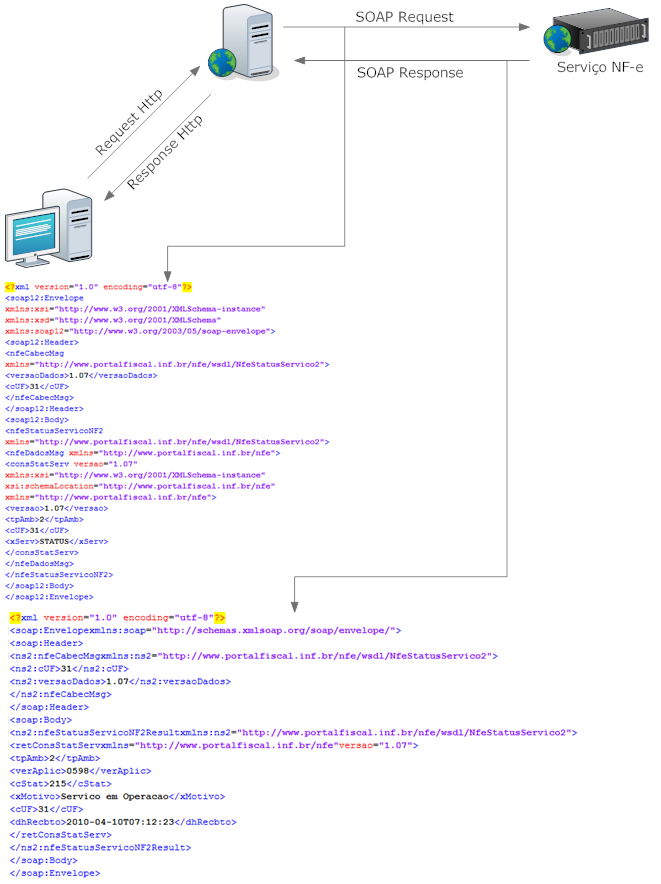 SOAP Request
SOAP Response
Serviço NF-e
Request Http
Response Http
<?xml version="1.0" encoding="utf-8"?>
<soap12:Envelope
xmlns:xsi="http://www.w3.org/2001/XMLSchema-instance"
xmlns:xsd="http://www.w3.org/2001/XMLSchema"
xmlns:soap12="http://www.w3.org/2003/05/soap-envelope">
<soap12:Header>
<nfeCabecMsg
xmlns="http://www.portalfiscal.inf.br/nfe/wsdl/NfeStatusServico2">
<versaoDados>1.07</versaoDados>
<cUF>31</cUF>
</nfeCabecMsg>
</soap12:Header>
<soap12:Body>
<nfeStatusServicoNF2
xmlns="http://www.portalfiscal.inf.br/nfe/wsdl/NfeStatusServico2">
<nfeDadosMsg xmlns="http://www.portalfiscal.inf.br/nfe">
<consStatServ versao="1.07"
xmlns:xsi="http://www.w3.org/2001/XMLSchema-instance"
xsi:schemaLocation="http://www.portalfiscal.inf.br/nfe"
xmlns="http://www.portalfiscal.inf.br/nfe">
<versao>1.07</versao>
<tpAmb>2</tpAmb>
<cUF>31</cUF>
<xServ>STATUS</xServ>
</consStatServ>
</nfeDadosMsg>
</nfeStatusServicoNF2>
</soap12:Body>
</soap12:Envelope>
<?xml version="1.0" encoding="utf-8"?>
<soap:Envelopexmlns:soap="http://schemas.xmlsoap.org/soap/envelope/">
<soap:Header>
<ns2:nfeCabecMsgxmlns:ns2="http://www.portalfiscal.inf.br/nfe/wsdl/NfeStatusServico2">
<ns2:cUF>31</ns2:cUF>
<ns2:versaoDados>1.07</ns2:versaoDados>
</ns2:nfeCabecMsg>
</soap:Header>
<soap:Body>
<ns2:nfeStatusServicoNF2Resultxmlns:ns2="http://www.portalfiscal.inf.br/nfe/wsdl/NfeStatusServico2">
<retConsStatServxmlns="http://www.portalfiscal.inf.br/nfe"versao="1.07">
<tpAmb>2</tpAmb>
<verAplic>0598</verAplic>
<cStat>215</cStat>
<xMotivo>Servico em Operacao</xMotivo>
<cUF>31</cUF>
<dhRecbto>2010-04-10T07:12:23</dhRecbto>
</retConsStatServ>
</ns2:nfeStatusServicoNF2Result>
</soap:Body>
</soap:Envelope>